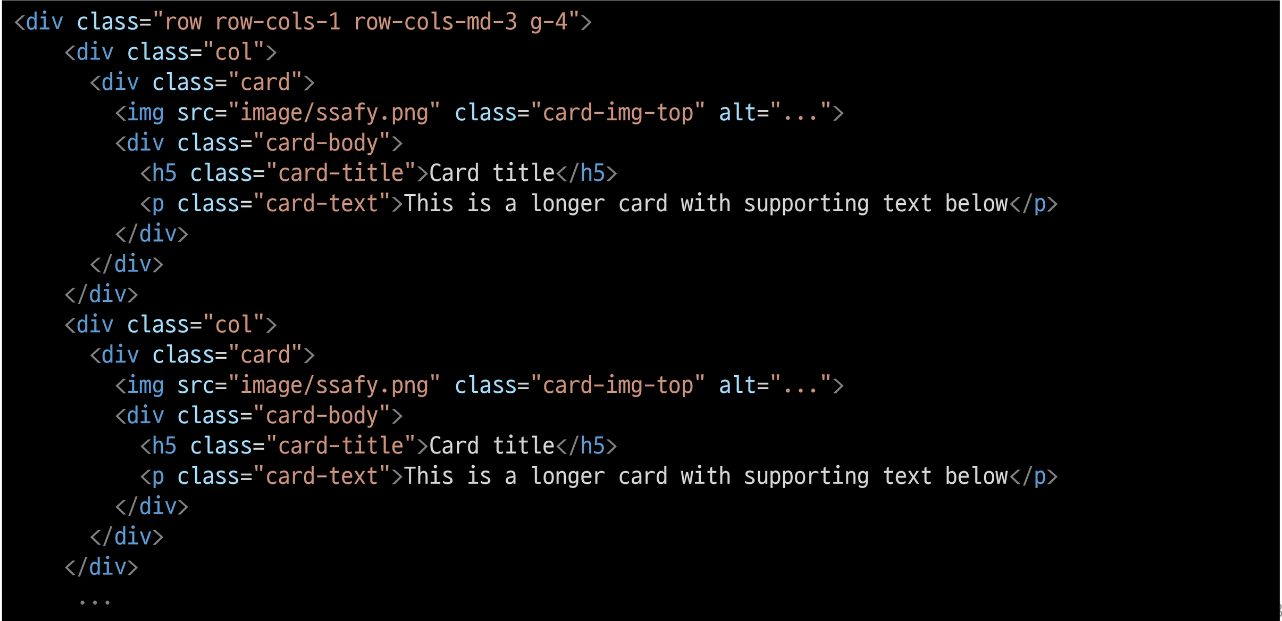 <div class="row row-cols-1 row-cols-md-3 g-4">
<div class="col">
<div class="card">
<img src="image/ssafy.png" class="card-img-top" alt="...">
<div class="card-body">
<h5 class="card-title">Card title</h5>
<p class="card-text">This is a longer card with supporting text below</p>
</div>
</div>
</div>
<div class="col">
<div class="card">
<img src="image/ssafy.png" class="card-img-top" alt="...">
<div class="card-body">
<h5 class="card-title">Card title</h5>
<p class="card-text">This is a longer card with supporting text below</p>
</div>
</div>
</div>
...